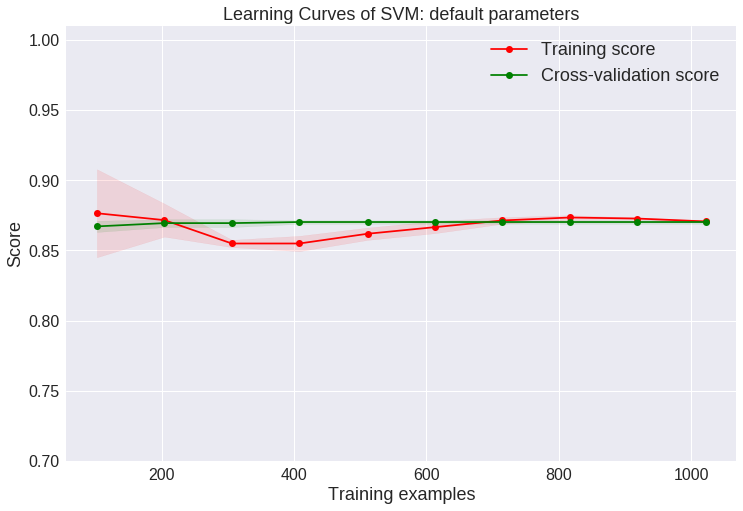 Learning Curves of SVM: default parameters
Training score
Cross-validation score
1.00
0.95
0.90
0.85
0.80
0.75
0.70
Score
200 400 600 800 1000
Training examples